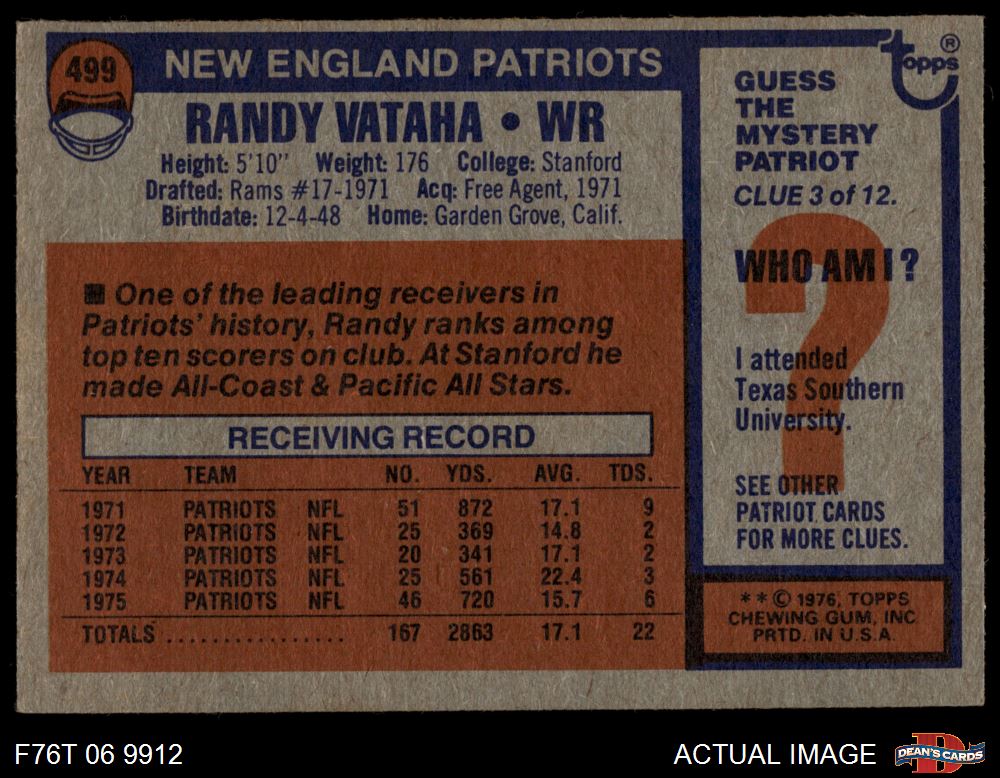 499
NEW ENGLAND PATRIOTS
RANDY VATAHA • WR
Height: 5'10" Weight: 176 College: Stanford
Drafted: Rams #17-1971 Acq: Free Agent, 1971
Birthdate: 12-4-48 Home: Garden Grove, Calif.
■ One of the leading receivers in
Patriots' history, Randy ranks among
top ten scorers on club. At Stanford he
made All-Coast & Pacific All Stars.
RECEIVING RECORD
YEAR TEAM NO. YDS. AVG. TDS.
1971 PATRIOTS NFL 51 872 17.1 9
1972 PATRIOTS NFL 25 369 14.8 2
1973 PATRIOTS NFL 20 341 17.1 2
1974 PATRIOTS NFL 25 561 22.4 3
1975 PATRIOTS NFL 46 720 15.7 6
TOTALS ................ 167 2863 17.1 22
topps ®
GUESS
THE
MYSTERY
PATRIOT
CLUE 3 of 12.
?
WHO AM I ?
I attended
Texas Southern
University.
SEE OTHER
PATRIOT CARDS
FOR MORE CLUES.
* * © 1976, TOPPS
CHEWING GUM, INC
PRTD. IN U.S.A.
F76T 06 9912
ACTUAL IMAGE
D
DEAN'S CARDS